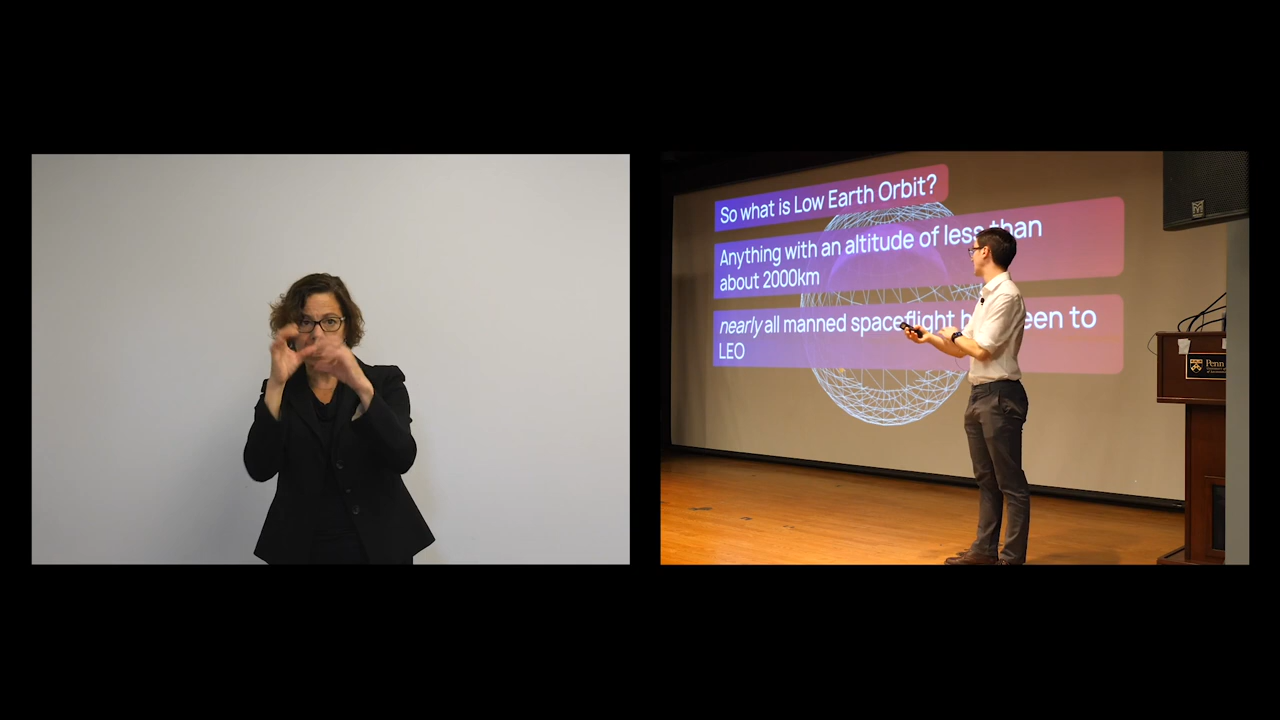 So what is Low Earth Orbit?
Anything with an altitude of less than
about 2000km
nearly all manned spaceflight been to
LEO
Penn